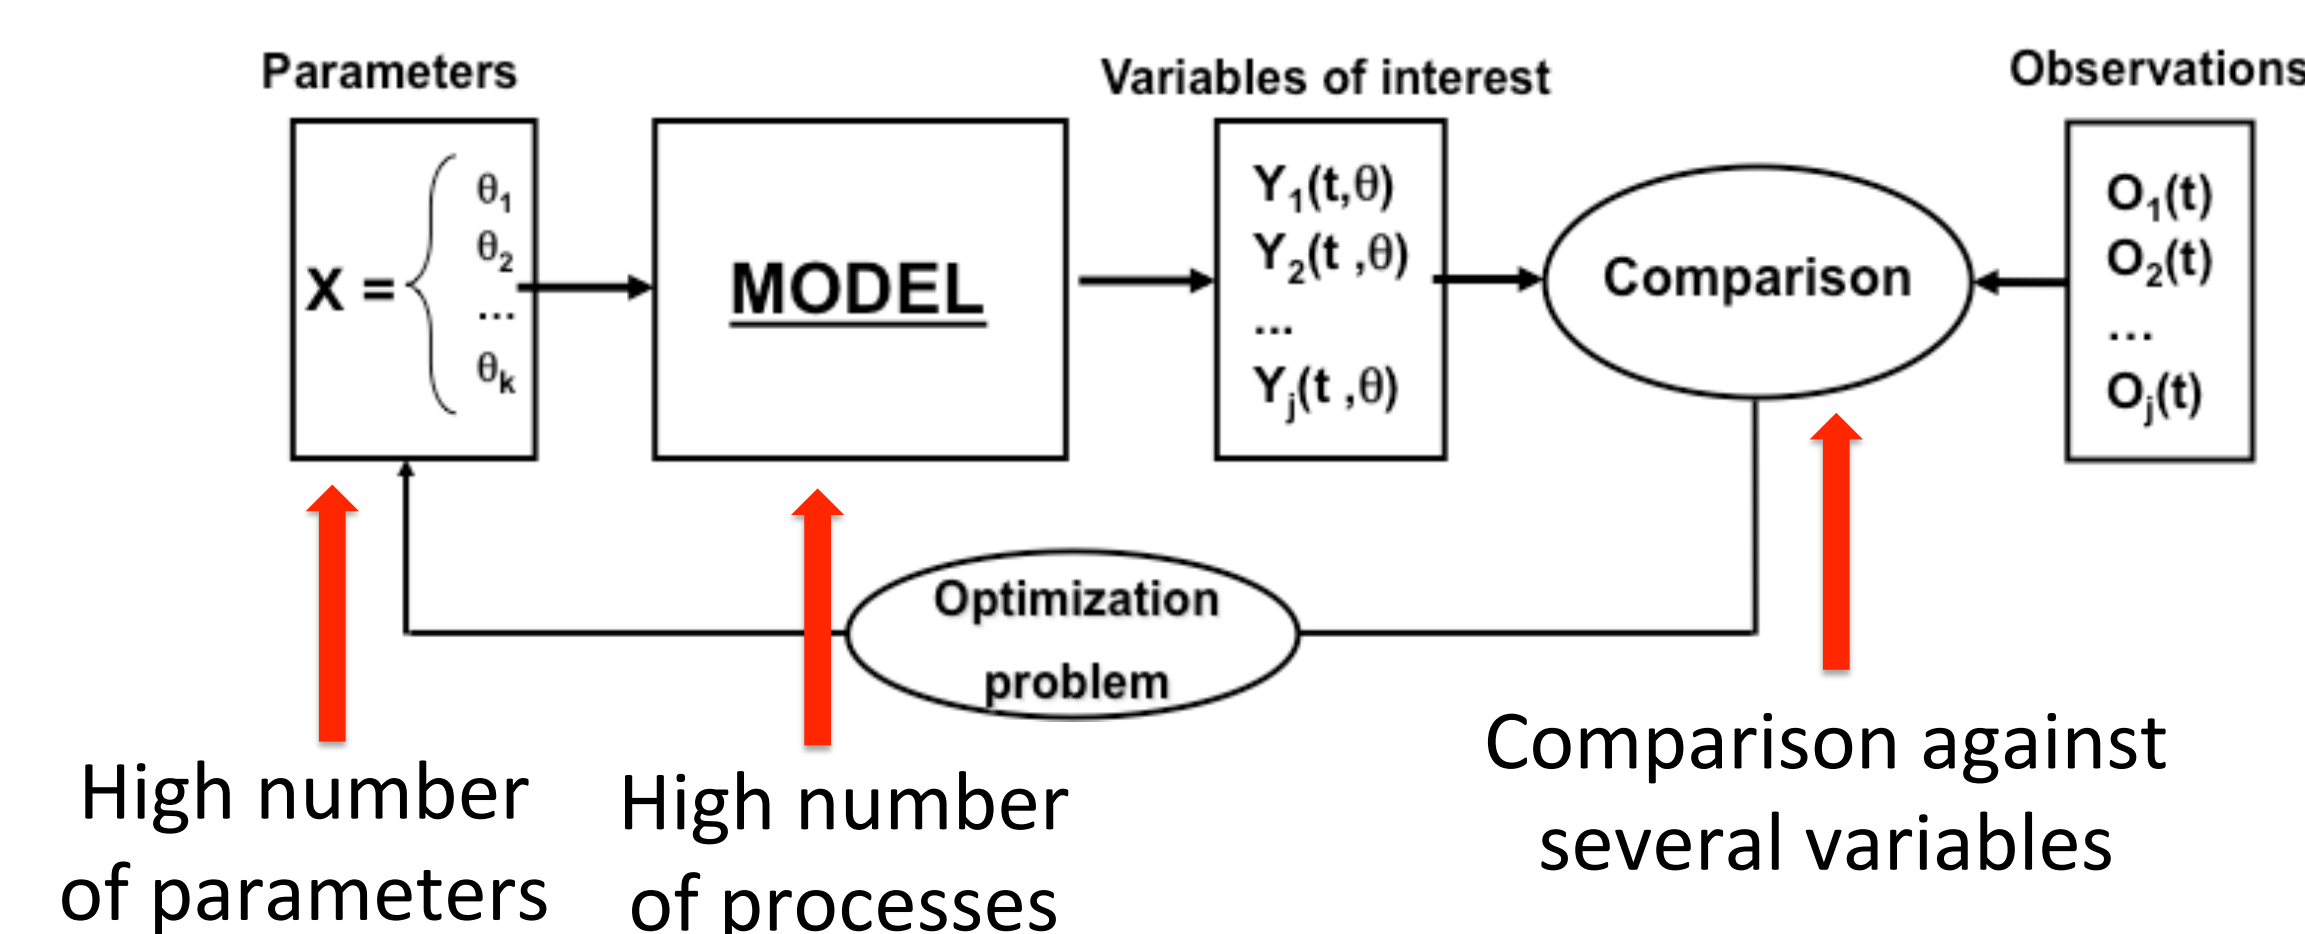 Parameters
Variables of interest
Observations
X =
θ1
θ2
...
θk
MODEL
Y1(t,θ)
Y2(t ,θ)
...
Yj(t ,θ)
Comparison
O1(t)
O2(t)
...
Oj(t)
Optimization
problem
High number
of parameters
High number
of processes
Comparison against
several variables